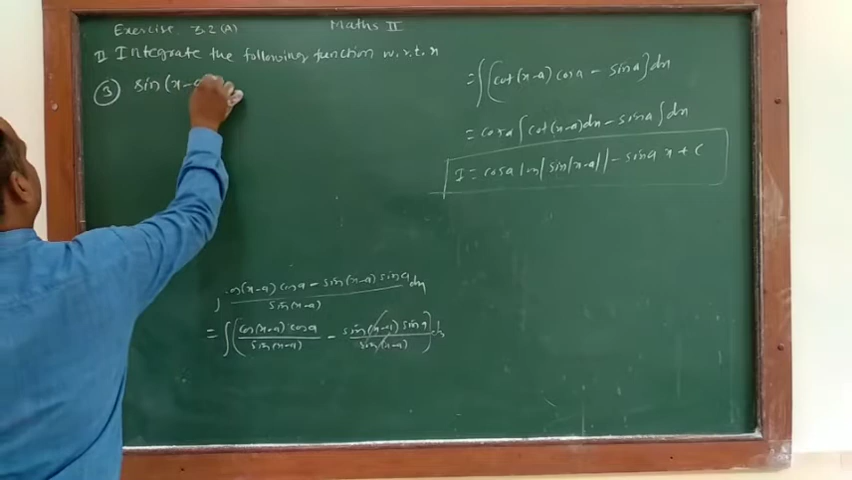 Exercise 3.2 (A) Maths II
II Integrate the following function w.r.t. x
③ sin(x-a
cos(x-a) cos a - sin(x-a) sin a dx
sin(x-a)
= ∫ ( cos(x-a) cos a / sin(x-a) - sin(x-a) sin a / sin(x-a) ) dx
= ∫ [cot(x-a) cos a - sin a] dx
= cos a ∫ cot(x-a) dx - sin a ∫ dx
I = cos a ln|sin(x-a)| - sin a x + c